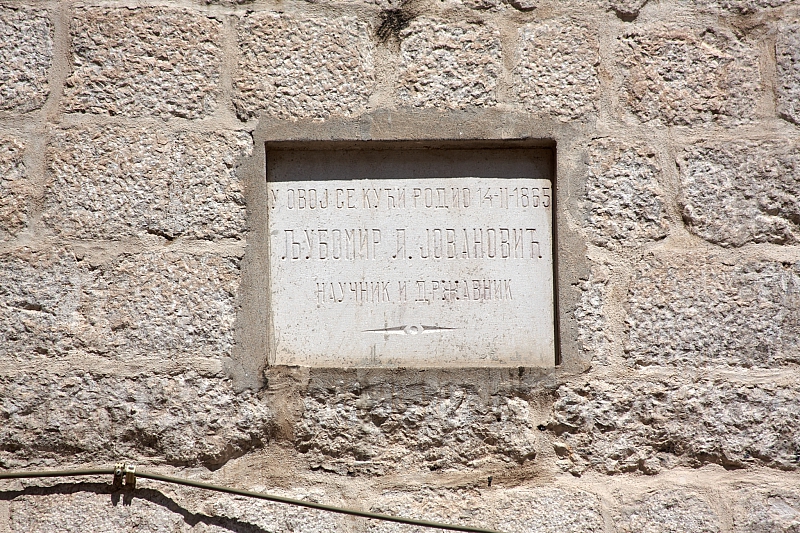 У ОВОЈ СЕ КУЋИ РОДИО 14-II-1865
ЉУБОМИР П. ЈОВАНОВИЋ
НАУЧНИК И ДРЖАВНИК